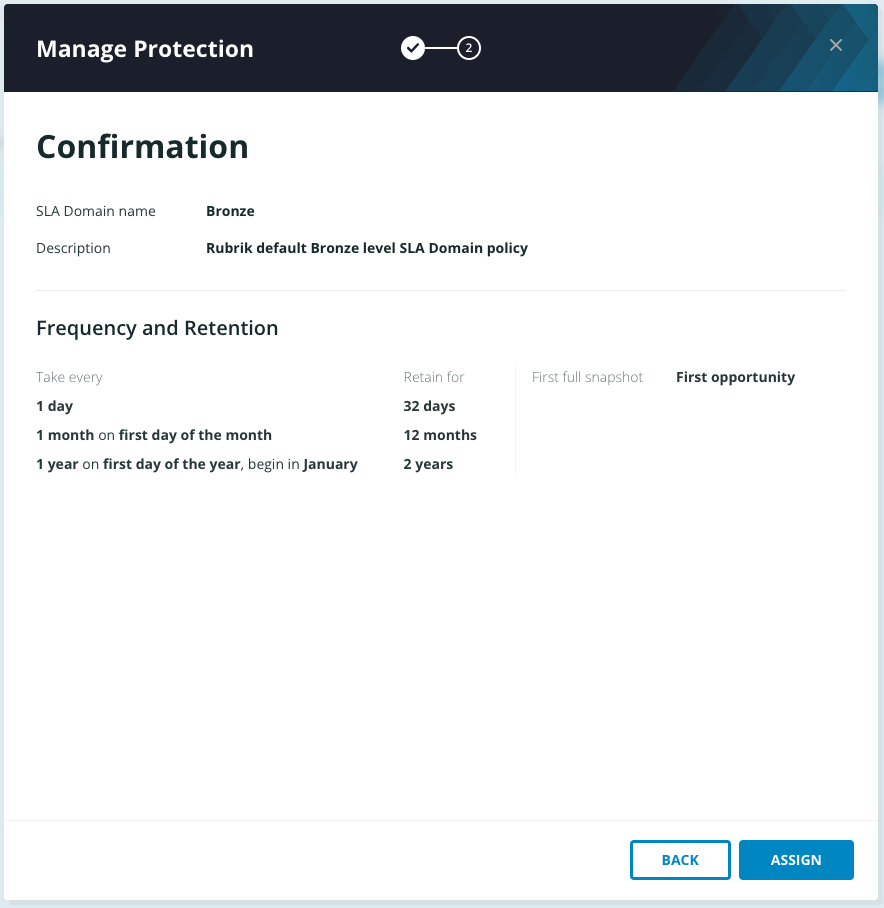 Manage Protection
2
Confirmation
SLA Domain name Bronze
Description Rubrik default Bronze level SLA Domain policy
Frequency and Retention
Take every Retain for First full snapshot First opportunity
1 day 32 days
1 month on first day of the month 12 months
1 year on first day of the year, begin in January 2 years
BACK ASSIGN